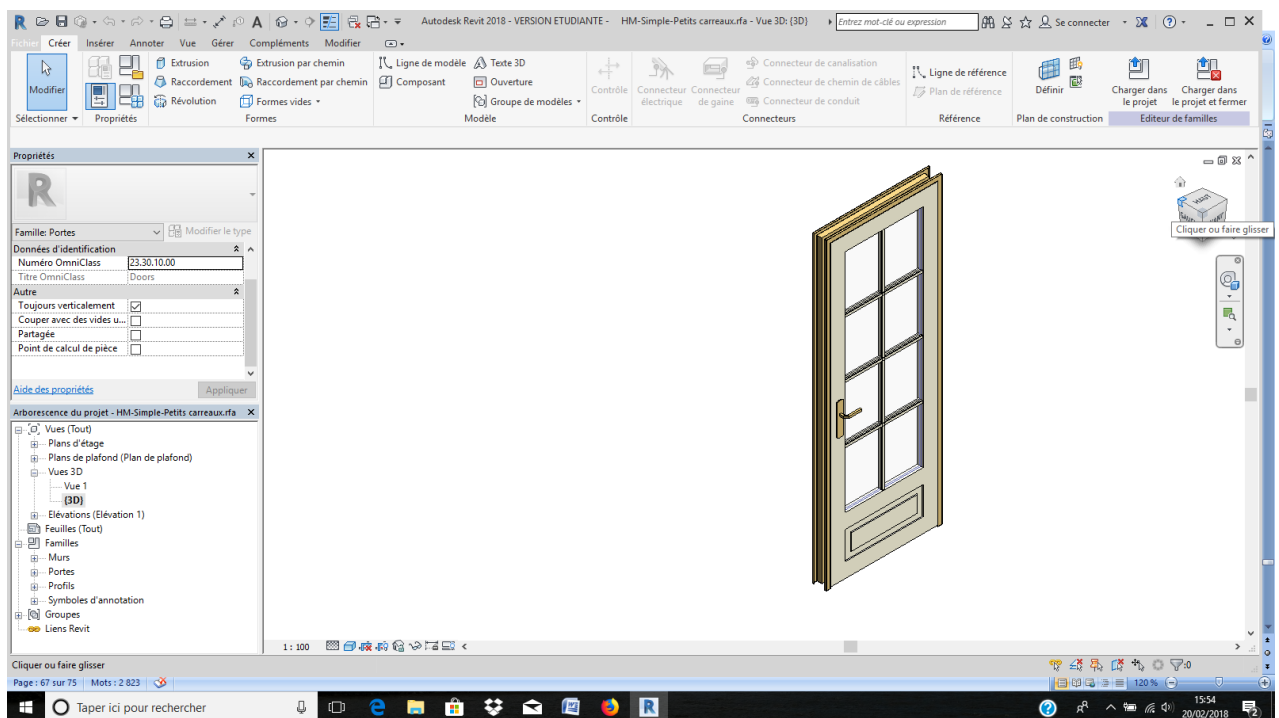 Autodesk Revit 2018 - VERSION ETUDIANTE - HM-Simple-Petits carreaux.rfa - Vue 3D: {3D}
Entrez mot-clé ou expression
Se connecter
Fichier Créer Insérer Annoter Vue Gérer Compléments Modifier
Modifier
Extrusion
Raccordement
Révolution
Extrusion par chemin
Raccordement par chemin
Formes vides
Ligne de modèle
Composant
Texte 3D
Ouverture
Groupe de modèles
Contrôle
Connecteur électrique
Connecteur de gaine
Connecteur de canalisation
Connecteur de chemin de câbles
Connecteur de conduit
Ligne de référence
Plan de référence
Définir
Charger dans le projet
Charger dans le projet et fermer
Sélectionner Propriétés Formes Modèle Contrôle Connecteurs Référence Plan de construction Editeur de familles
Propriétés
Famille: Portes
Modifier le type
Données d'identification
Numéro OmniClass 23.30.10.00
Titre OmniClass Doors
Autre
Toujours verticalement
Couper avec des vides u...
Partagée
Point de calcul de pièce
Aide des propriétés
Appliquer
Arborescence du projet - HM-Simple-Petits carreaux.rfa
Vues (Tout)
Plans d'étage
Plans de plafond (Plan de plafond)
Vues 3D
Vue 1
{3D}
Elévations (Elévation 1)
Feuilles (Tout)
Familles
Murs
Portes
Profils
Symboles d'annotation
Groupes
Liens Revit
HAUT
Cliquer ou faire glisser
1 : 100
Cliquer ou faire glisser
:0
Page : 67 sur 75 Mots : 2 823
120 %
Taper ici pour rechercher
15:54
20/02/2018